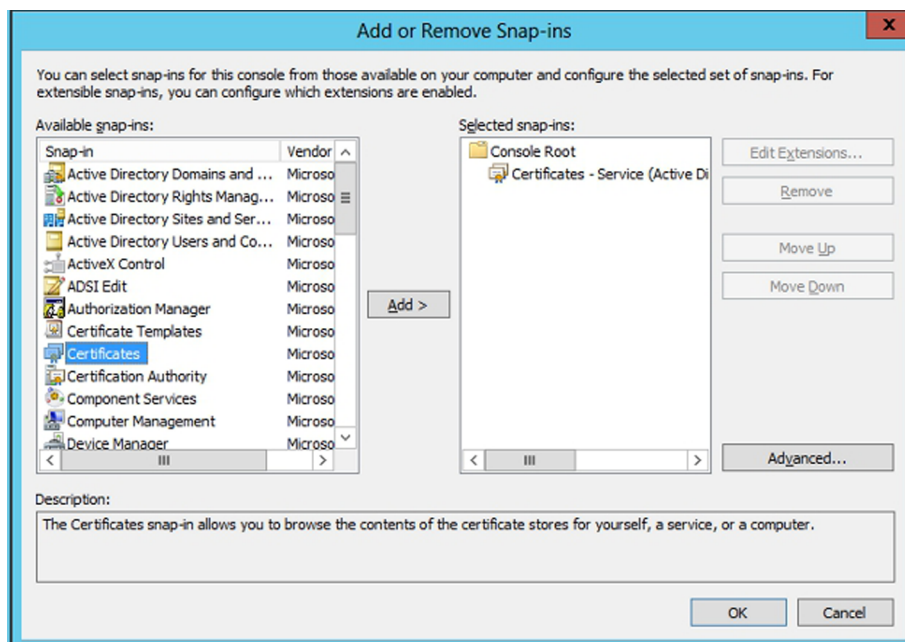 Add or Remove Snap-ins
x
You can select snap-ins for this console from those available on your computer and configure the selected set of snap-ins. For
extensible snap-ins, you can configure which extensions are enabled.
Available snap-ins:
Snap-in Vendor
Active Directory Domains and ... Microso
Active Directory Rights Manag... Microso
Active Directory Sites and Ser... Microso
Active Directory Users and Co... Microso
ActiveX Control Microso
ADSI Edit Microso
Authorization Manager Microso
Certificate Templates Microso
Certificates Microso
Certification Authority Microso
Component Services Microso
Computer Management Microso
Device Manager Microso
Add >
Selected snap-ins:
Console Root
Certificates - Service (Active Di
Edit Extensions...
Remove
Move Up
Move Down
Advanced...
Description:
The Certificates snap-in allows you to browse the contents of the certificate stores for yourself, a service, or a computer.
OK
Cancel